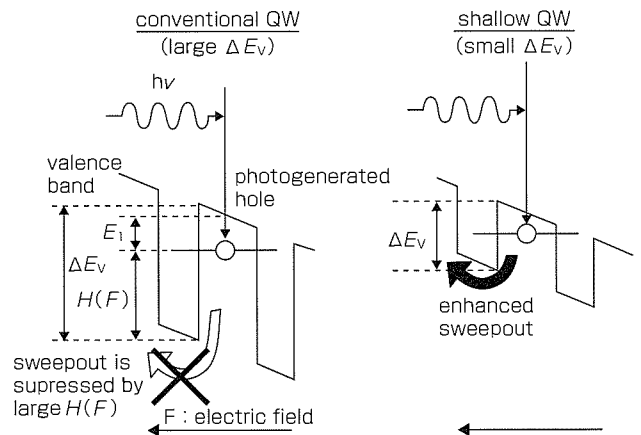 conventional QW
(large ΔEv)
hν
valence
band
photogenerated
hole
E1
ΔEv
H(F)
sweepout is
supressed by
large H(F)
F : electric field
shallow QW
(small ΔEv)
ΔEv
enhanced
sweepout